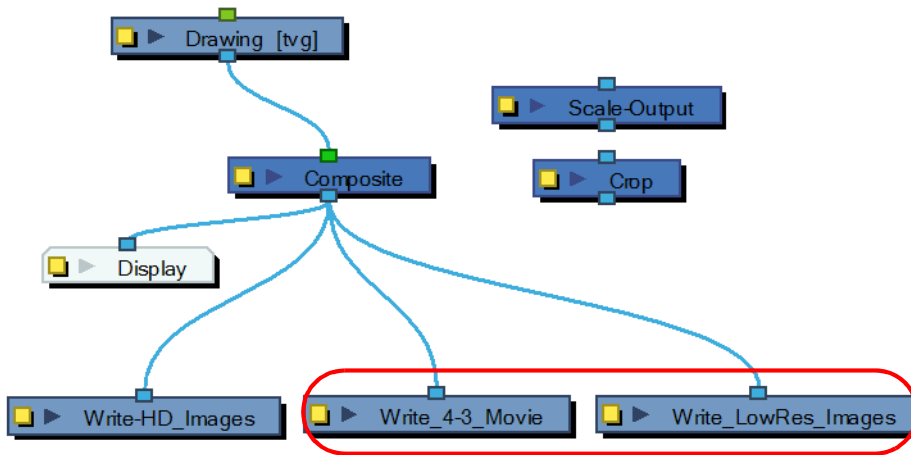 Drawing [tvg]
Scale-Output
Composite
Crop
Display
Write-HD_Images
Write_4-3_Movie
Write_LowRes_Images